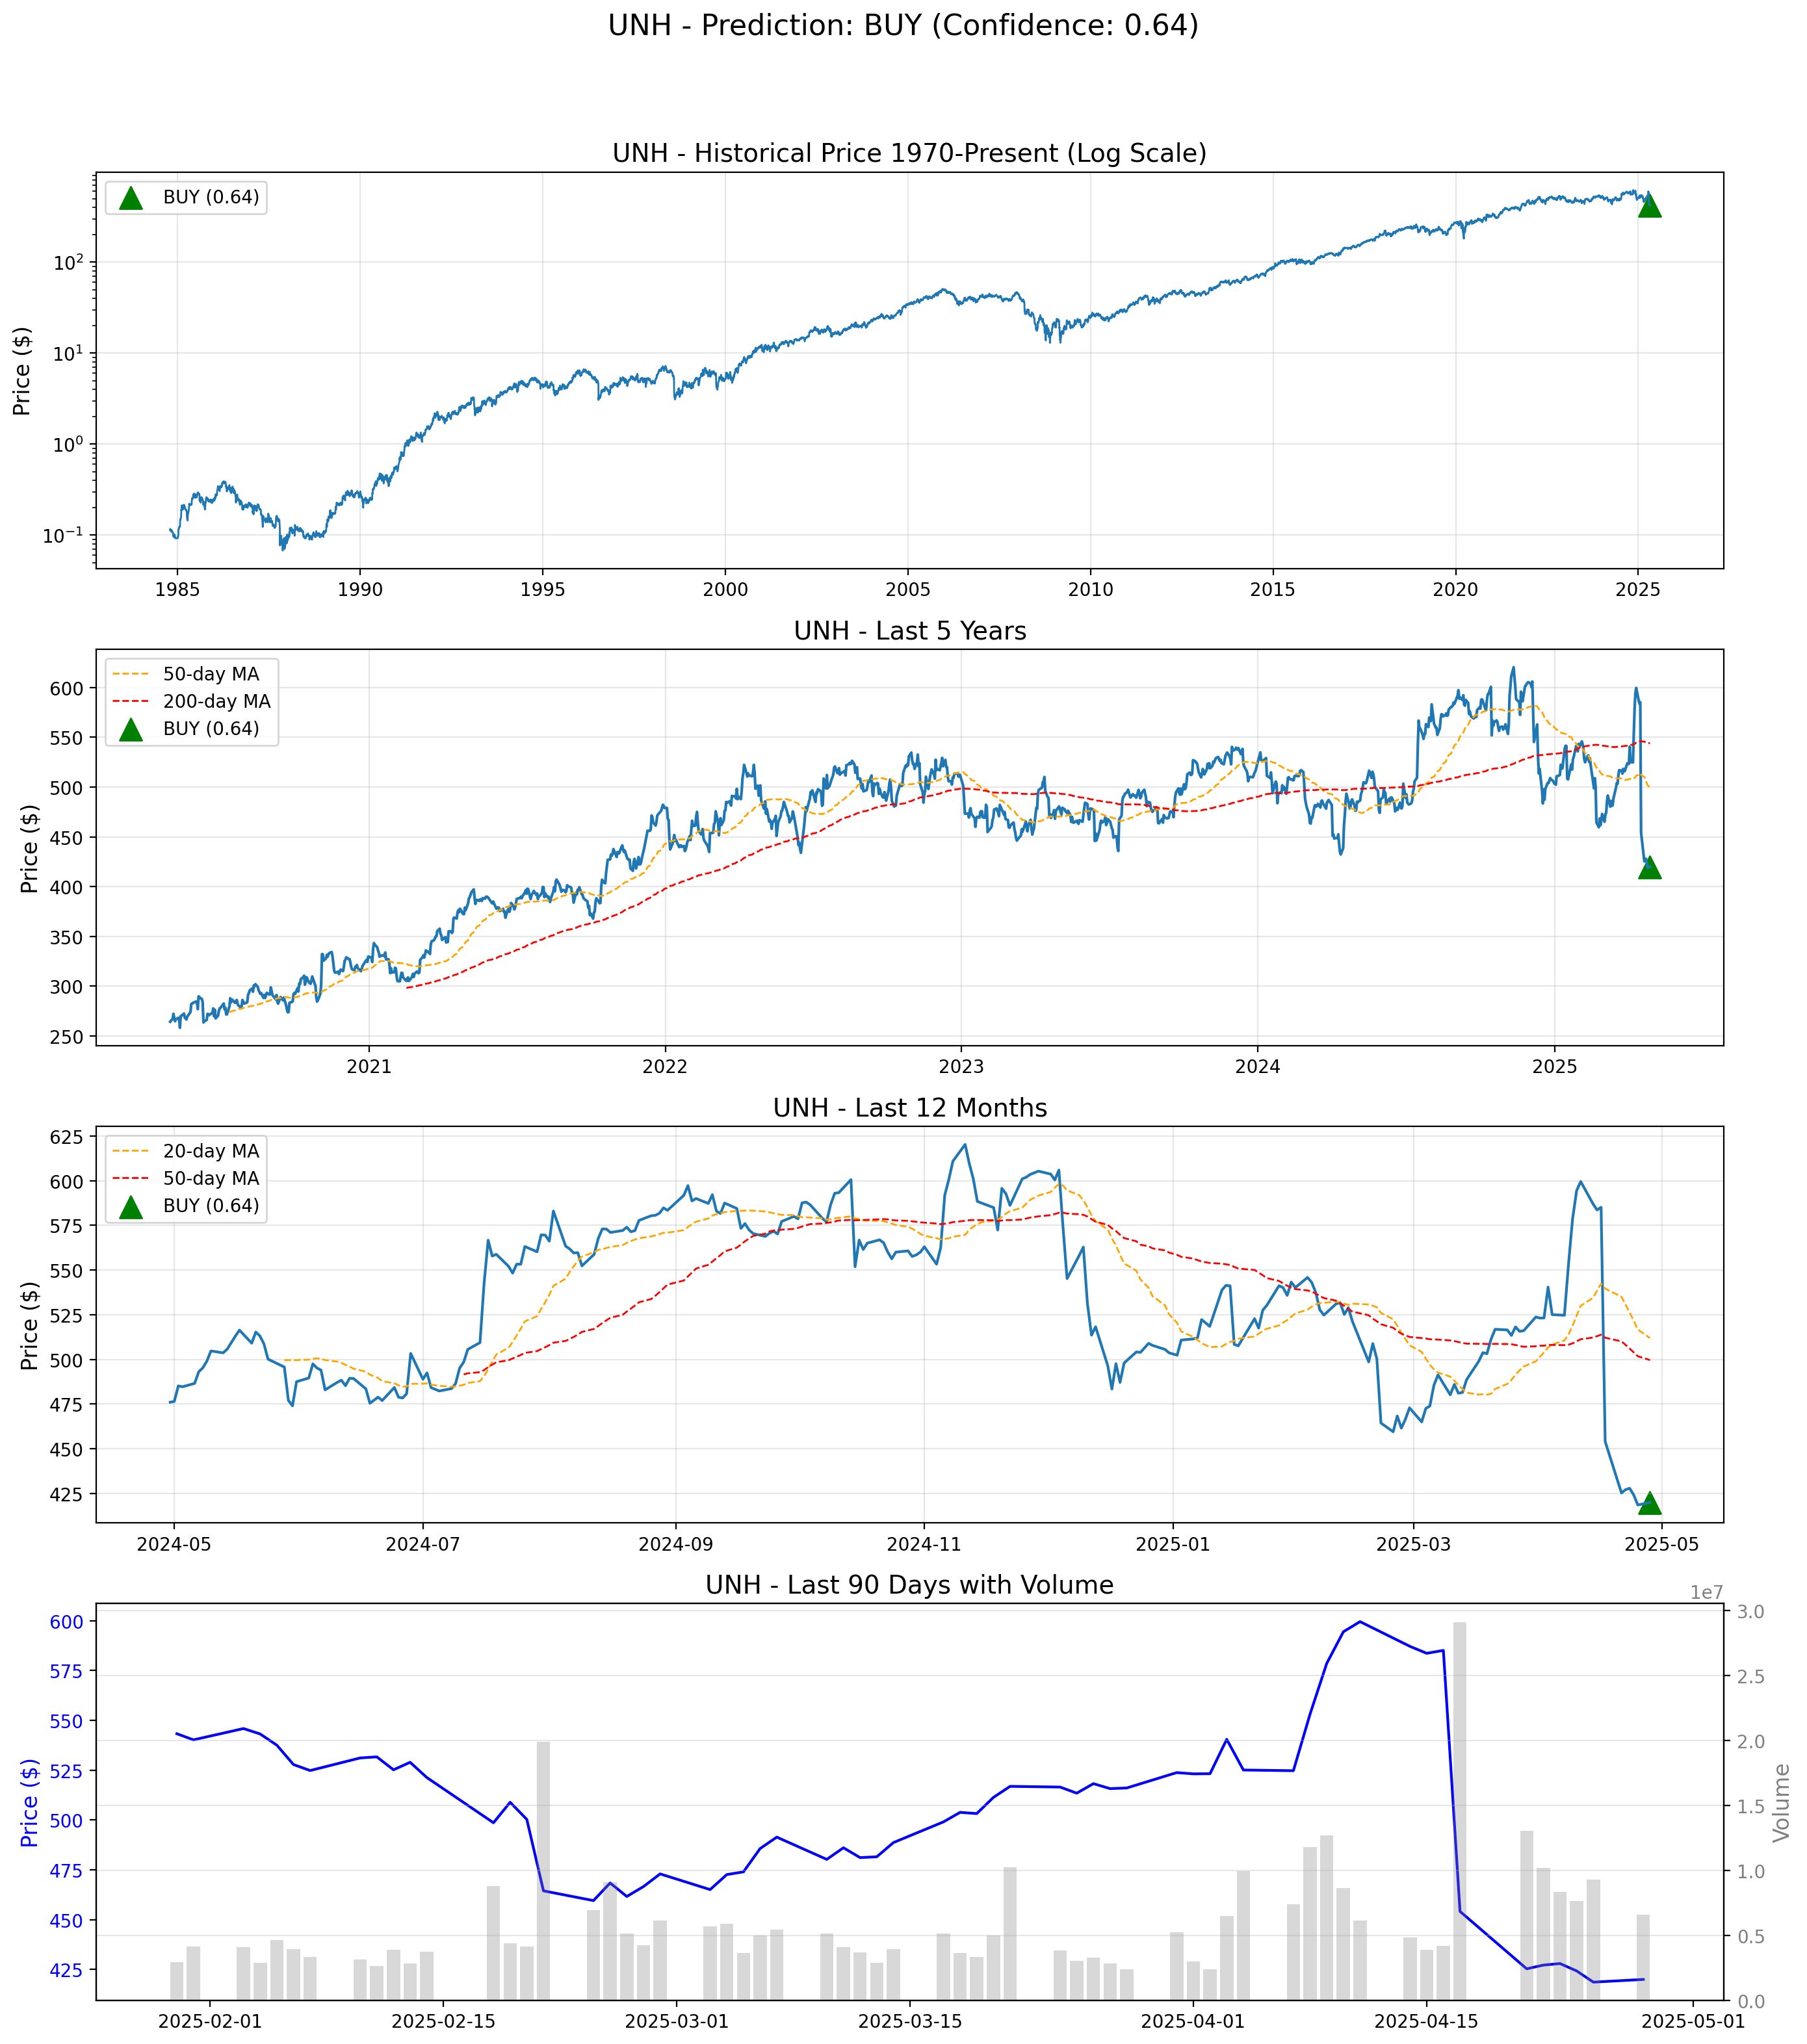 UNH - Prediction: BUY (Confidence: 0.64)
UNH - Historical Price 1970-Present (Log Scale)
BUY (0.64)
Price ($)
10²
10¹
10⁰
10⁻¹
1985 1990 1995 2000 2005 2010 2015 2020 2025
UNH - Last 5 Years
50-day MA
200-day MA
BUY (0.64)
Price ($)
600
550
500
450
400
350
300
250
2021 2022 2023 2024 2025
UNH - Last 12 Months
20-day MA
50-day MA
BUY (0.64)
Price ($)
625
600
575
550
525
500
475
450
425
2024-05 2024-07 2024-09 2024-11 2025-01 2025-03 2025-05
UNH - Last 90 Days with Volume
1e7
Price ($)
600
575
550
525
500
475
450
425
3.0
2.5
2.0
1.5
1.0
0.5
0.0
Volume
2025-02-01 2025-02-15 2025-03-01 2025-03-15 2025-04-01 2025-04-15 2025-05-01